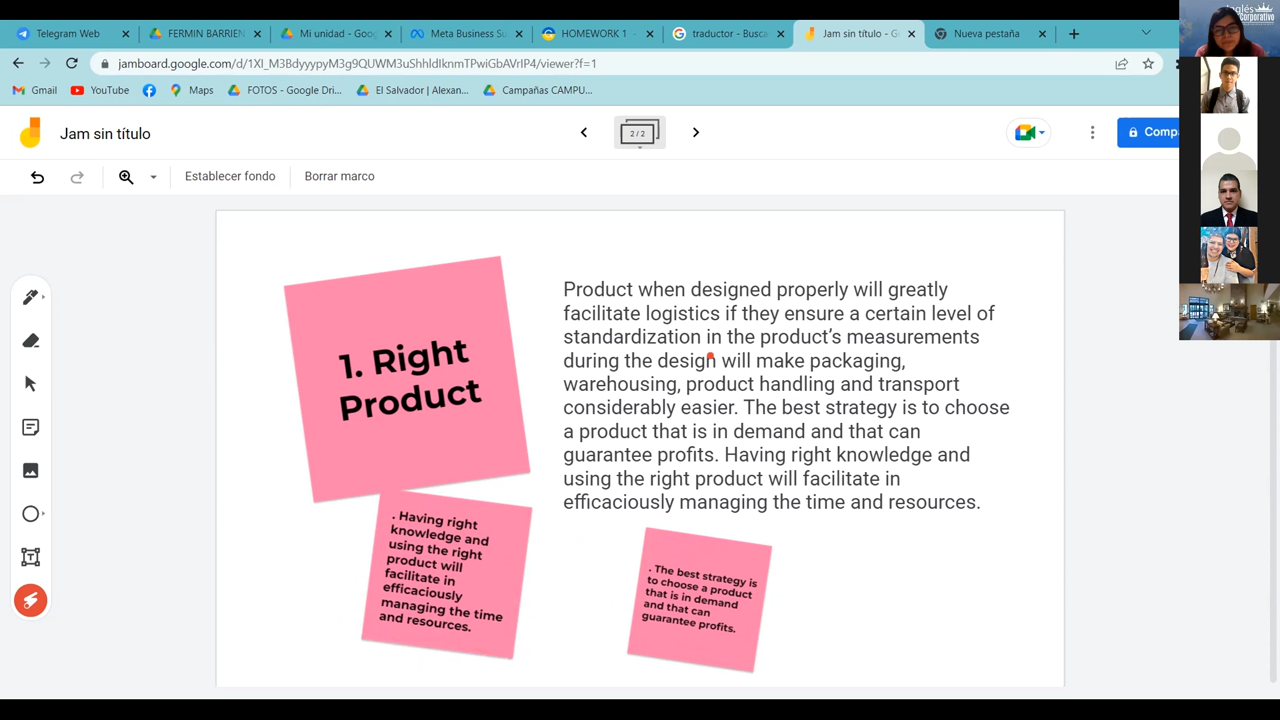 Telegram Web
FERMIN BARRIEN
Mi unidad - Goog
Meta Business Su
HOMEWORK 1 -
traductor - Busca
Jam sin título - G
Nueva pestaña
jamboard.google.com/d/1XI_M3BdyyypyM3g9QUWM3uShhldIknmTPwiGbAVrIP4/viewer?f=1
Gmail
YouTube
Maps
FOTOS - Google Dri...
El Salvador | Alexan...
Campañas CAMPU...
Inglés
Corporativo
Jam sin título
2 / 2
Comp
Establecer fondo
Borrar marco
1. Right
Product
Product when designed properly will greatly
facilitate logistics if they ensure a certain level of
standardization in the product’s measurements
during the design will make packaging,
warehousing, product handling and transport
considerably easier. The best strategy is to choose
a product that is in demand and that can
guarantee profits. Having right knowledge and
using the right product will facilitate in
efficaciously managing the time and resources.
. Having right
knowledge and
using the right
product will
facilitate in
efficaciously
managing the time
and resources.
. The best strategy is
to choose a product
that is in demand
and that can
guarantee profits.